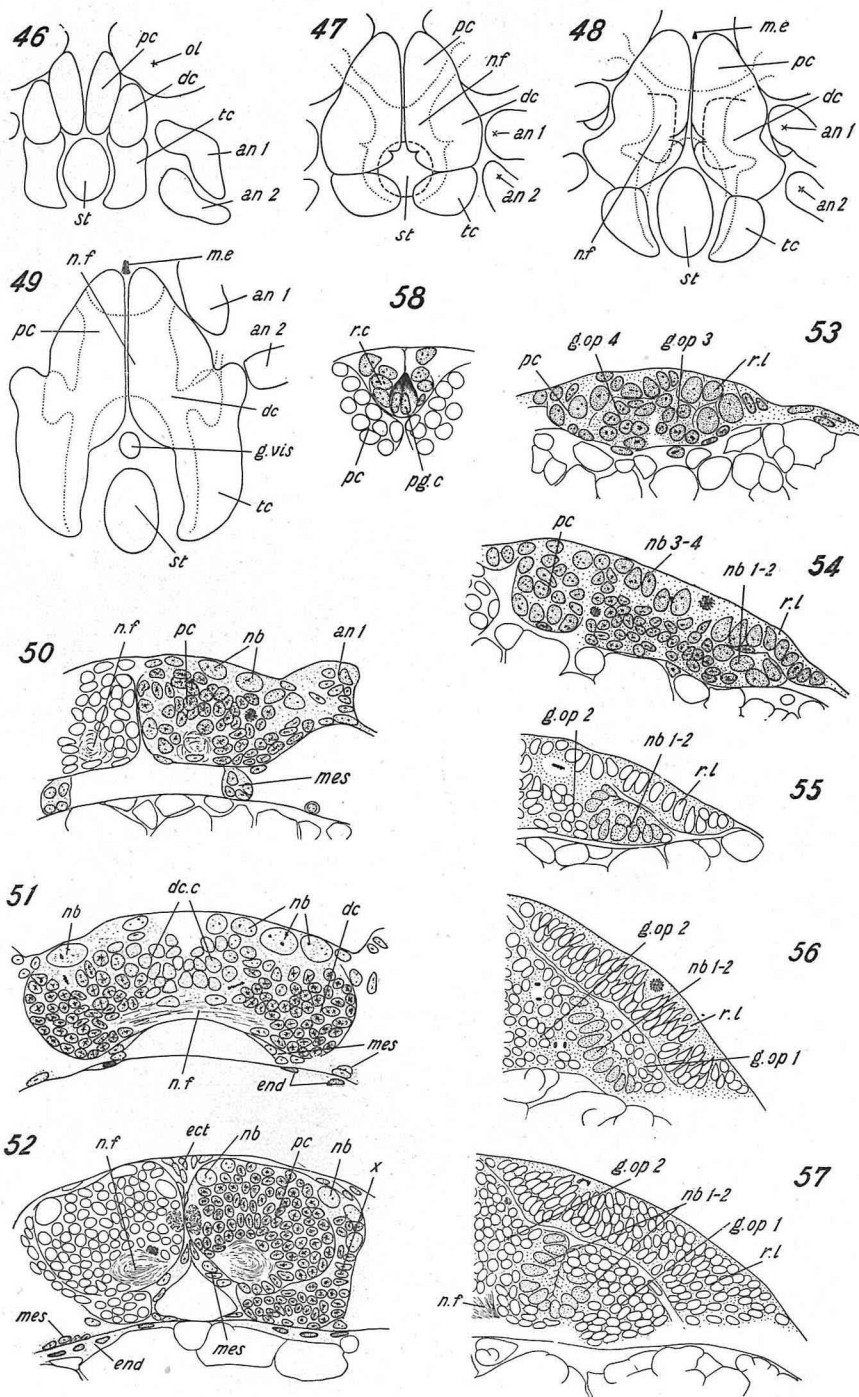 46
pc
ol
dc
tc
an 1
an 2
st
47
pc
n.f
dc
an 1
an 2
st
tc
48
m.e
pc
dc
an 1
an 2
n.f
st
tc
49
n.f
m.e
an 1
an 2
pc
dc
g.vis
tc
st
58
r.c
pc
pg.c
53
pc
g.op 4
g.op 3
r.l
54
pc
nb 3-4
nb 1-2
r.l
50
n.f
pc
nb
an 1
mes
55
g.op 2
nb 1-2
r.l
51
nb
dc.c
nb
dc
mes
end
n.f
56
g.op 2
nb 1-2
r.l
g.op 1
52
n.f
ect
nb
pc
nb
x
mes
end
mes
57
g.op 2
nb 1-2
g.op 1
r.l
n.f